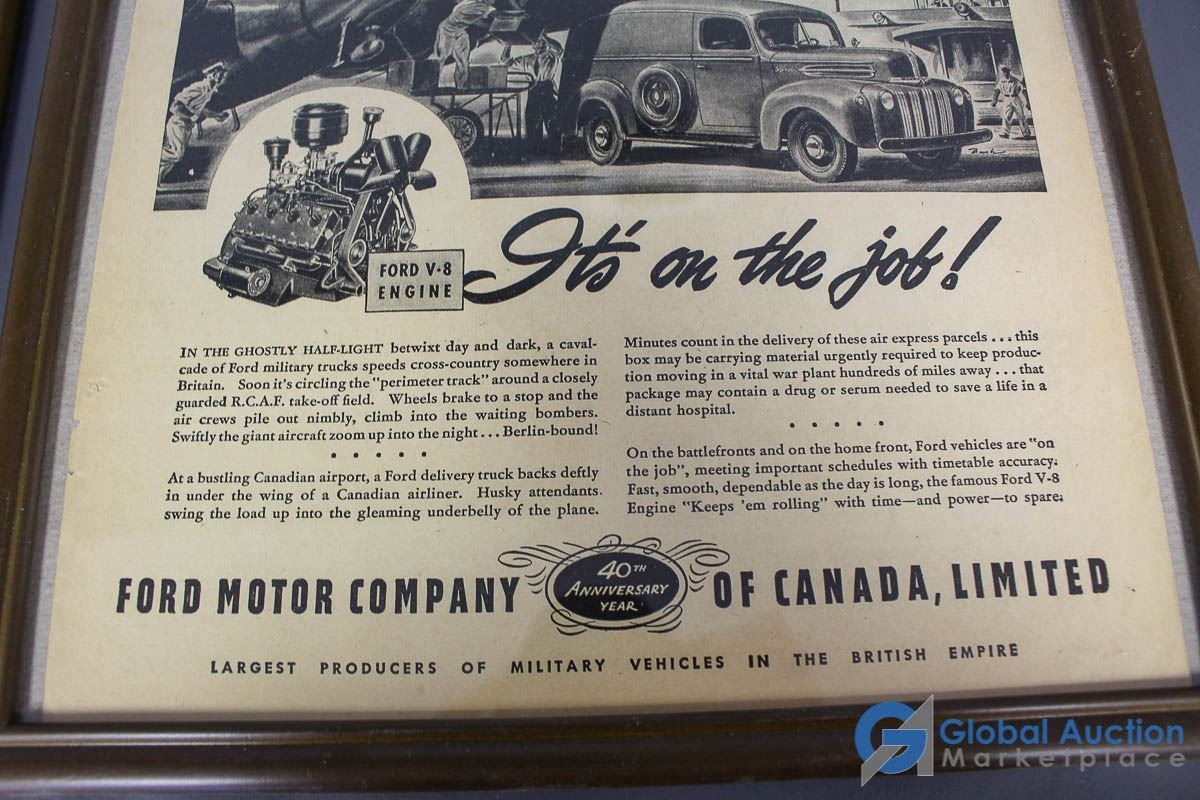 FORD V-8
ENGINE
It's on the job!
IN THE GHOSTLY HALF-LIGHT betwixt day and dark, a caval-
cade of Ford military trucks speeds cross-country somewhere in
Britain. Soon it's circling the "perimeter track" around a closely
guarded R.C.A.F. take-off field. Wheels brake to a stop and the
air crews pile out nimbly, climb into the waiting bombers.
Swiftly the giant aircraft zoom up into the night . . . Berlin-bound!
. . . . .
At a bustling Canadian airport, a Ford delivery truck backs deftly
in under the wing of a Canadian airliner. Husky attendants
swing the load up into the gleaming underbelly of the plane.
Minutes count in the delivery of these air express parcels . . . this
box may be carrying material urgently required to keep produc-
tion moving in a vital war plant hundreds of miles away . . . that
package may contain a drug or serum needed to save a life in a
distant hospital.
. . . . .
On the battlefronts and on the home front, Ford vehicles are "on
the job", meeting important schedules with timetable accuracy.
Fast, smooth, dependable as the day is long, the famous Ford V-8
Engine "Keeps 'em rolling" with time—and power—to spare.
FORD MOTOR COMPANY OF CANADA, LIMITED
40TH
ANNIVERSARY
YEAR
LARGEST PRODUCERS OF MILITARY VEHICLES IN THE BRITISH EMPIRE
Global Auction
Marketplace